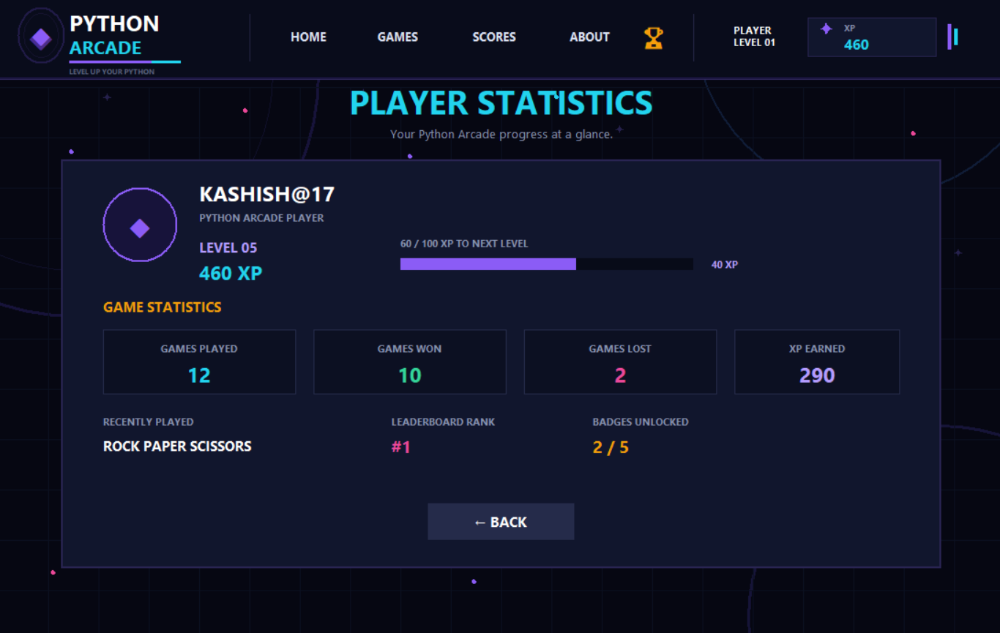 PYTHON
ARCADE
LEVEL UP YOUR PYTHON
HOME
GAMES
SCORES
ABOUT
PLAYER
LEVEL 01
XP
460
PLAYER STATISTICS
Your Python Arcade progress at a glance.
KASHISH@17
PYTHON ARCADE PLAYER
LEVEL 05
460 XP
60 / 100 XP TO NEXT LEVEL
40 XP
GAME STATISTICS
GAMES PLAYED
12
GAMES WON
10
GAMES LOST
2
XP EARNED
290
RECENTLY PLAYED
ROCK PAPER SCISSORS
LEADERBOARD RANK
#1
BADGES UNLOCKED
2 / 5
← BACK